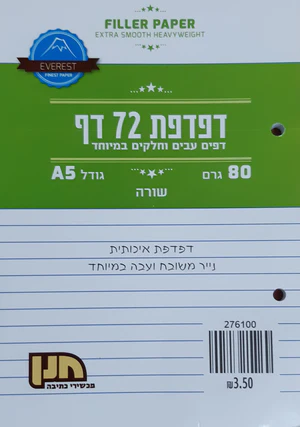 FILLER PAPER
EXTRA SMOOTH HEAVYWEIGHT
EVEREST
FINEST PAPER
דפדפת 72 דף
דפים עבים וחלקים במיוחד
80 גרם
גודל A5
שורה
דפדפת איכותית
נייר משובח ועבה במיוחד
276100
₪3.50
חנן
מכשירי כתיבה